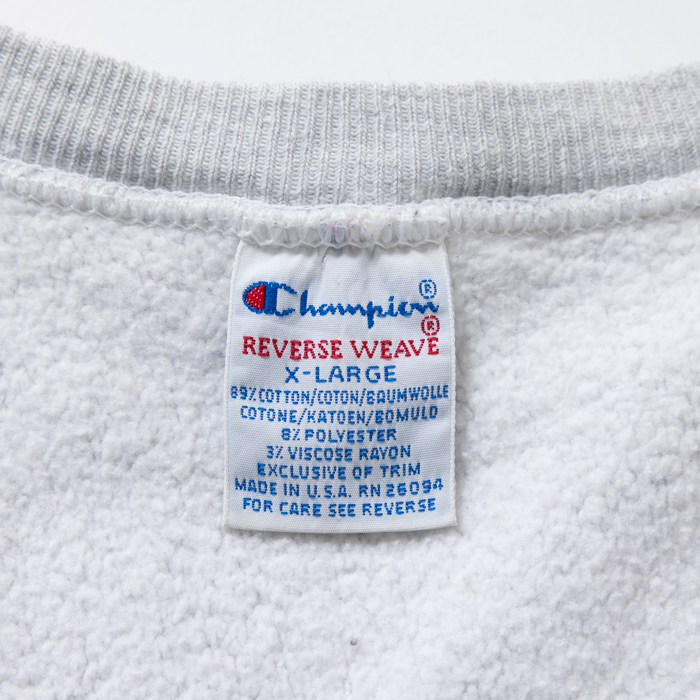 Champion®
REVERSE WEAVE®
X-LARGE
89% COTTON/COTON/BAUMWOLLE
COTONE/KATOEN/BOMULD
8% POLYESTER
3% VISCOSE RAYON
EXCLUSIVE OF TRIM
MADE IN U.S.A. RN 26094
FOR CARE SEE REVERSE